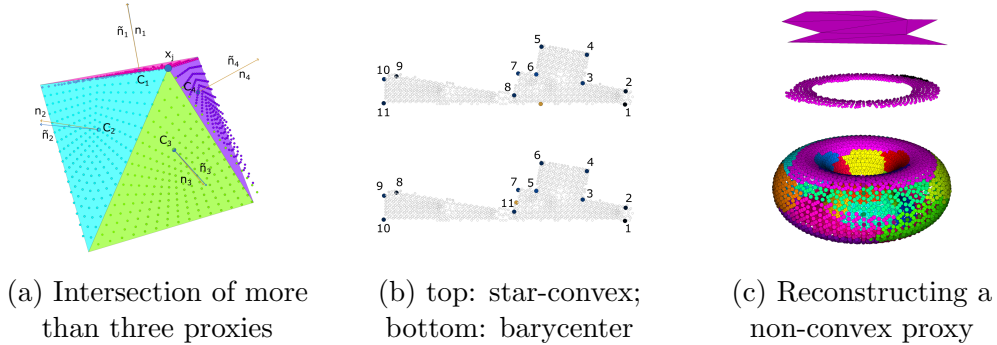 ñ₁ n₁ xⱼ
C₁
ñ₄
n₄
C₄
n₂
ñ₂
C₂
C₃
ñ₃
n₃
5
4
10 9 7 6
3
2
8
11
1
6
4
9 8 7 5
3
2
11
10
1
(a) Intersection of more
than three proxies
(b) top: star-convex;
bottom: barycenter
(c) Reconstructing a
non-convex proxy